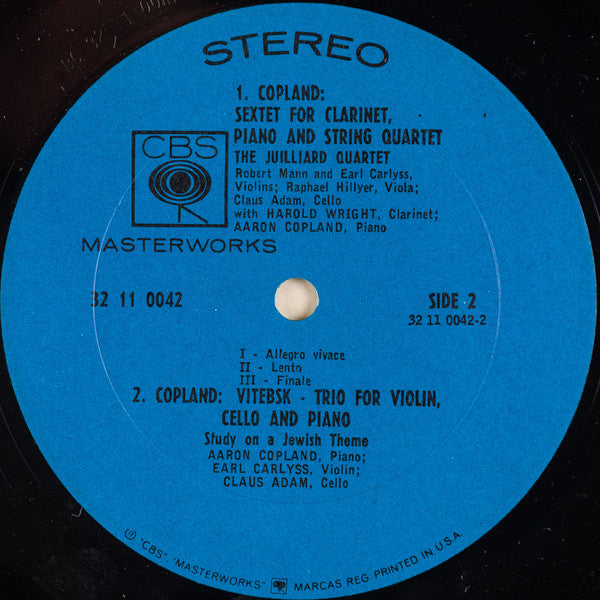 STEREO
1. COPLAND:
SEXTET FOR CLARINET,
PIANO AND STRING QUARTET
THE JUILLIARD QUARTET
Robert Mann and Earl Carlyss,
Violins; Raphael Hillyer, Viola;
Claus Adam, Cello
with HAROLD WRIGHT, Clarinet;
AARON COPLAND, Piano
CBS
MASTERWORKS
32 11 0042
SIDE 2
32 11 0042-2
I - Allegro vivace
II - Lento
III - Finale
2. COPLAND: VITEBSK - TRIO FOR VIOLIN,
CELLO AND PIANO
Study on a Jewish Theme
AARON COPLAND, Piano;
EARL CARLYSS, Violin;
CLAUS ADAM, Cello
"CBS" "MASTERWORKS" MARCAS REG. PRINTED IN U.S.A.